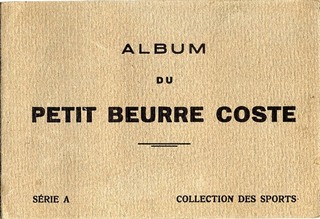 ALBUM
DU
PETIT BEURRE COSTE
SÉRIE A COLLECTION DES SPORTS